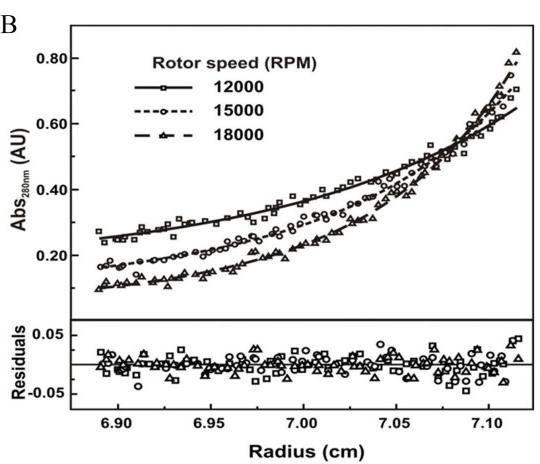 B
Rotor speed (RPM)
12000
15000
18000
Abs280nm (AU)
0.80
0.60
0.40
0.20
Residuals
0.05
-0.05
6.90 6.95 7.00 7.05 7.10
Radius (cm)